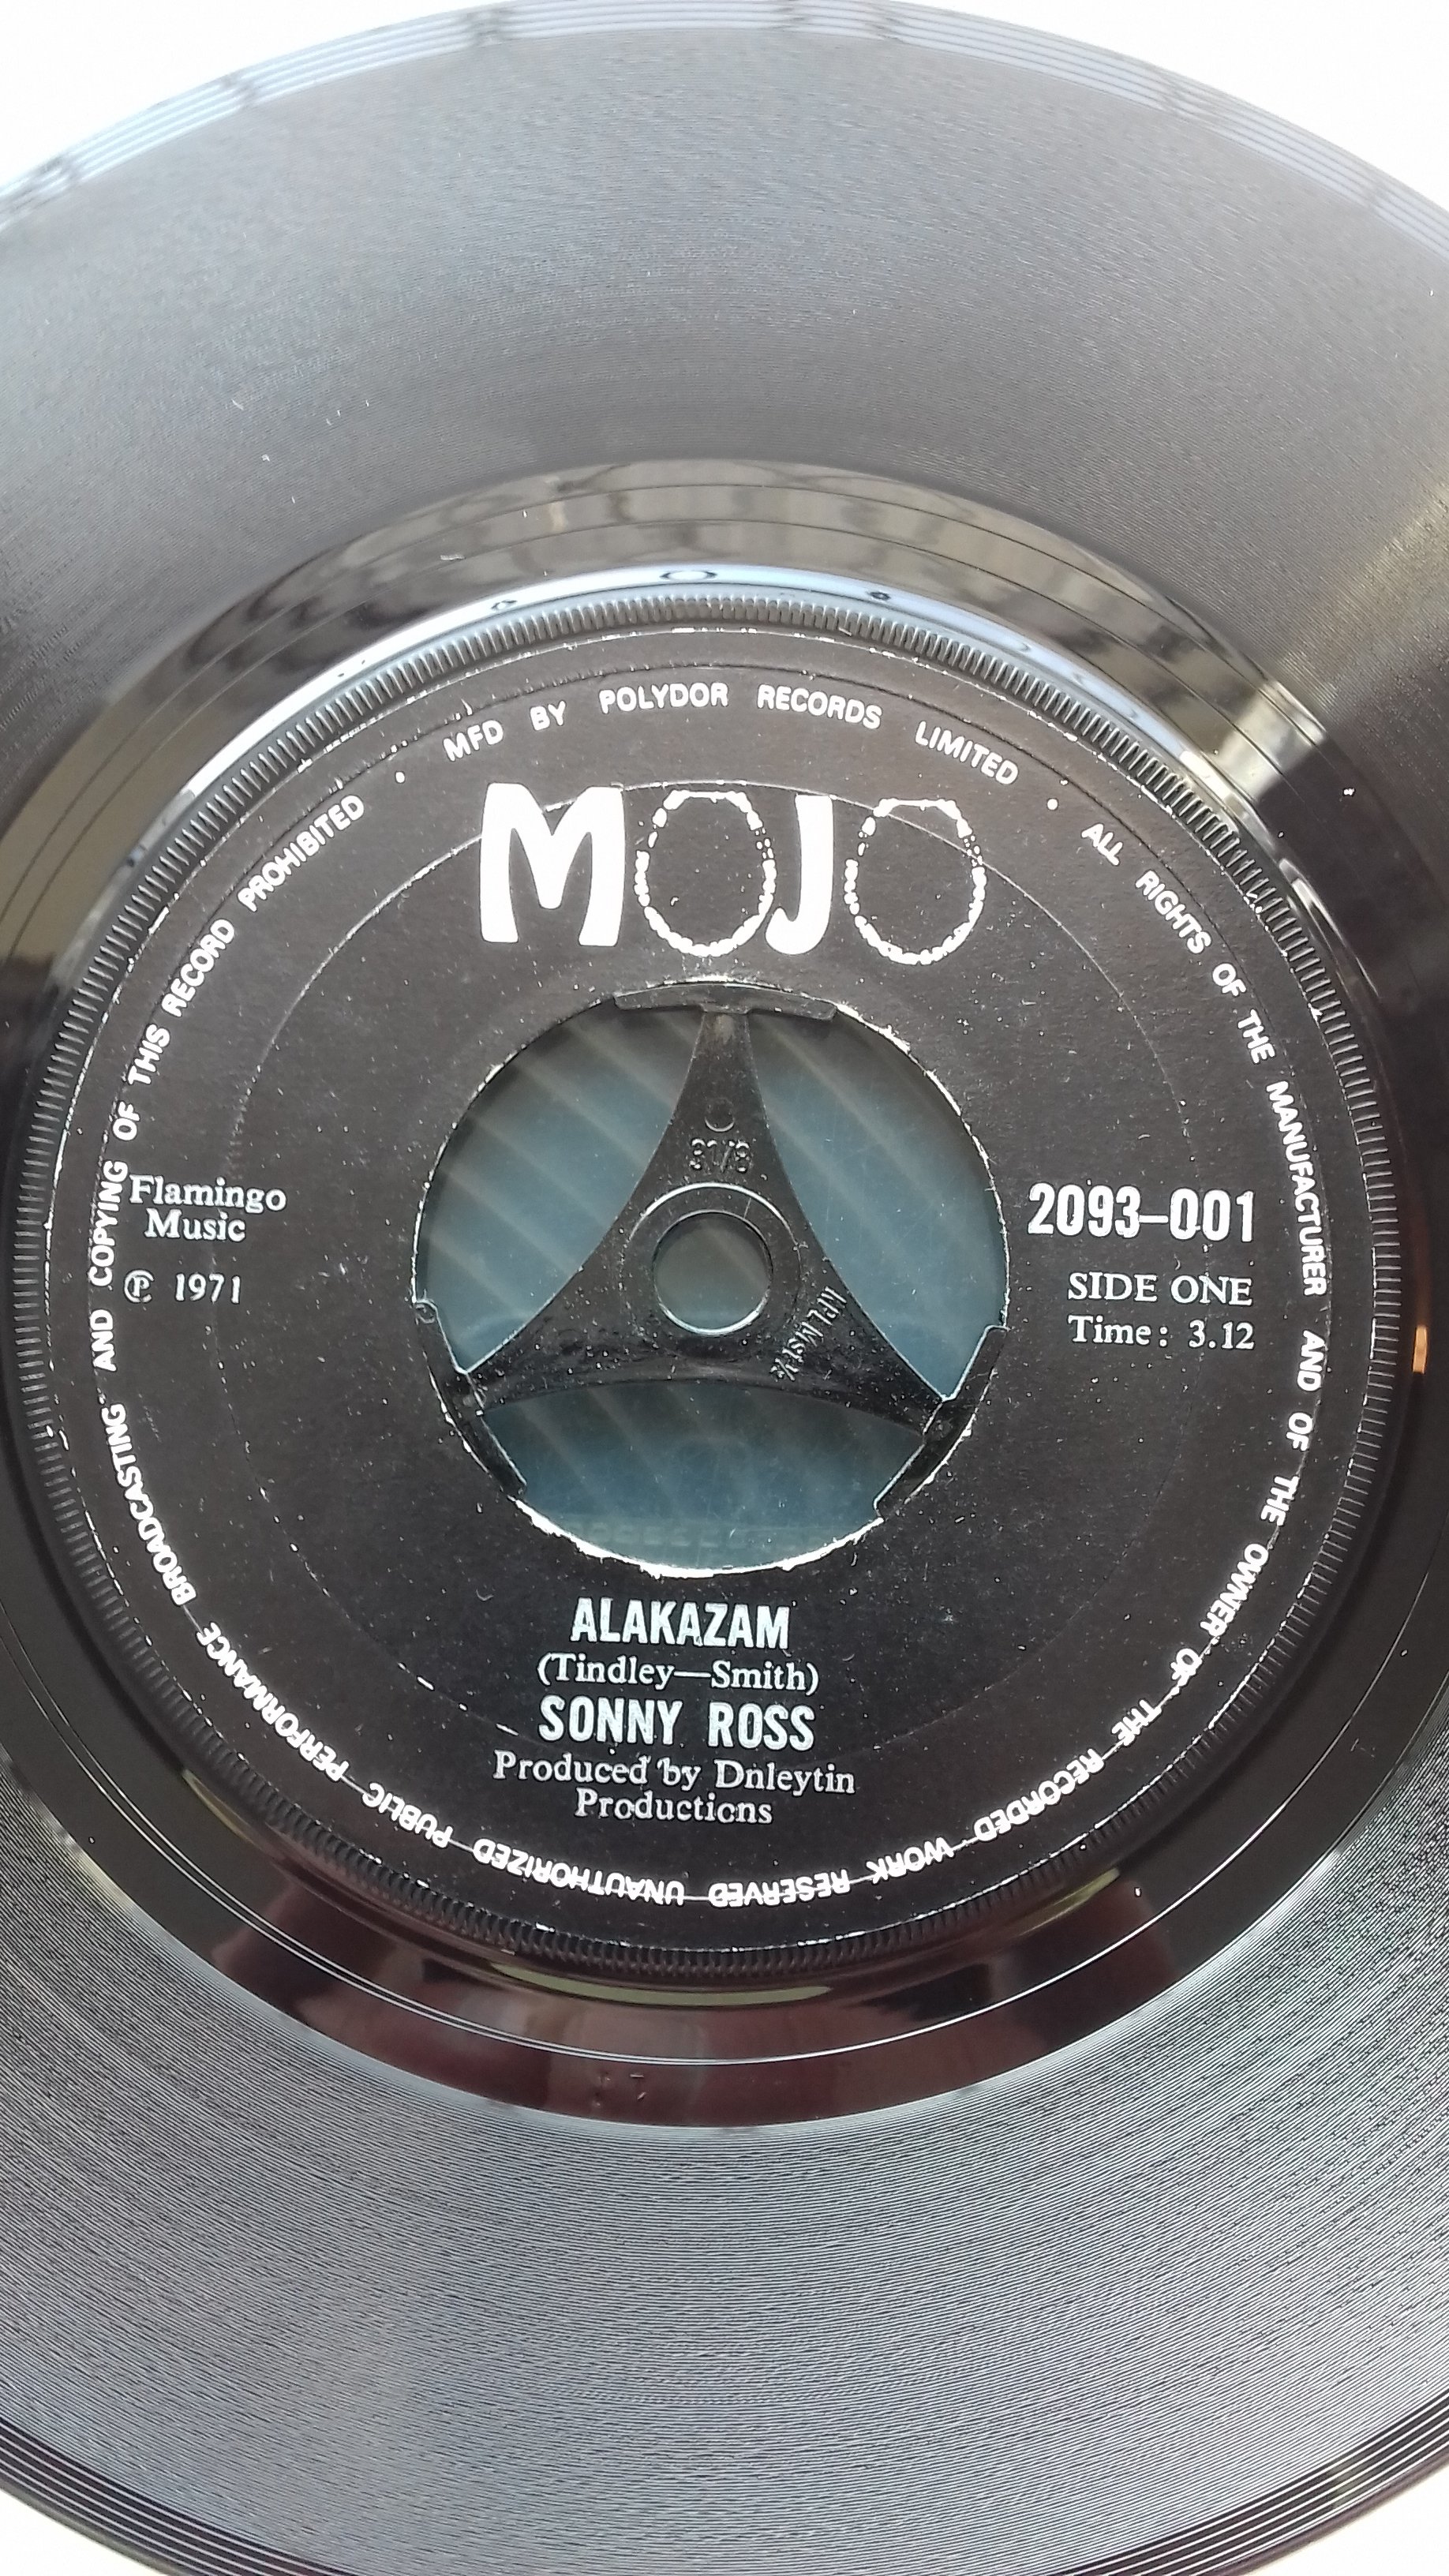 MFD BY POLYDOR RECORDS LIMITED • ALL RIGHTS OF THE MANUFACTURER AND OF THE OWNER OF THE RECORDED WORK RESERVED UNAUTHORIZED PUBLIC PERFORMANCE BROADCASTING AND COPYING OF THIS RECORD PROHIBITED •
MOJO
Flamingo
Music
Ⓟ 1971
2093-001
SIDE ONE
Time: 3.12
ALAKAZAM
(Tindley—Smith)
SONNY ROSS
Produced by Dnleytin
Productions